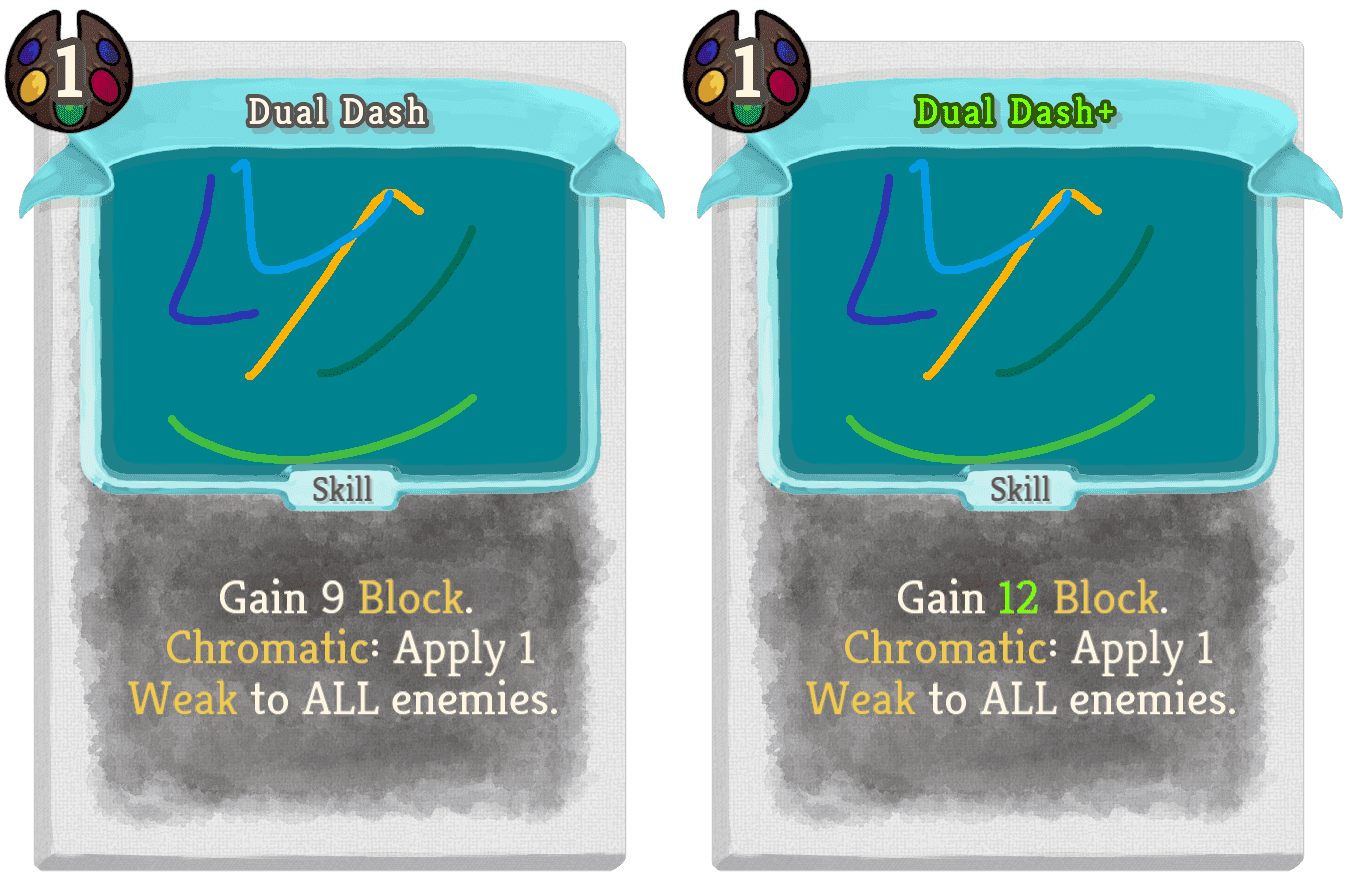 1
Dual Dash
Skill
Gain 9 Block.
Chromatic: Apply 1
Weak to ALL enemies.
1
Dual Dash+
Skill
Gain 12 Block.
Chromatic: Apply 1
Weak to ALL enemies.